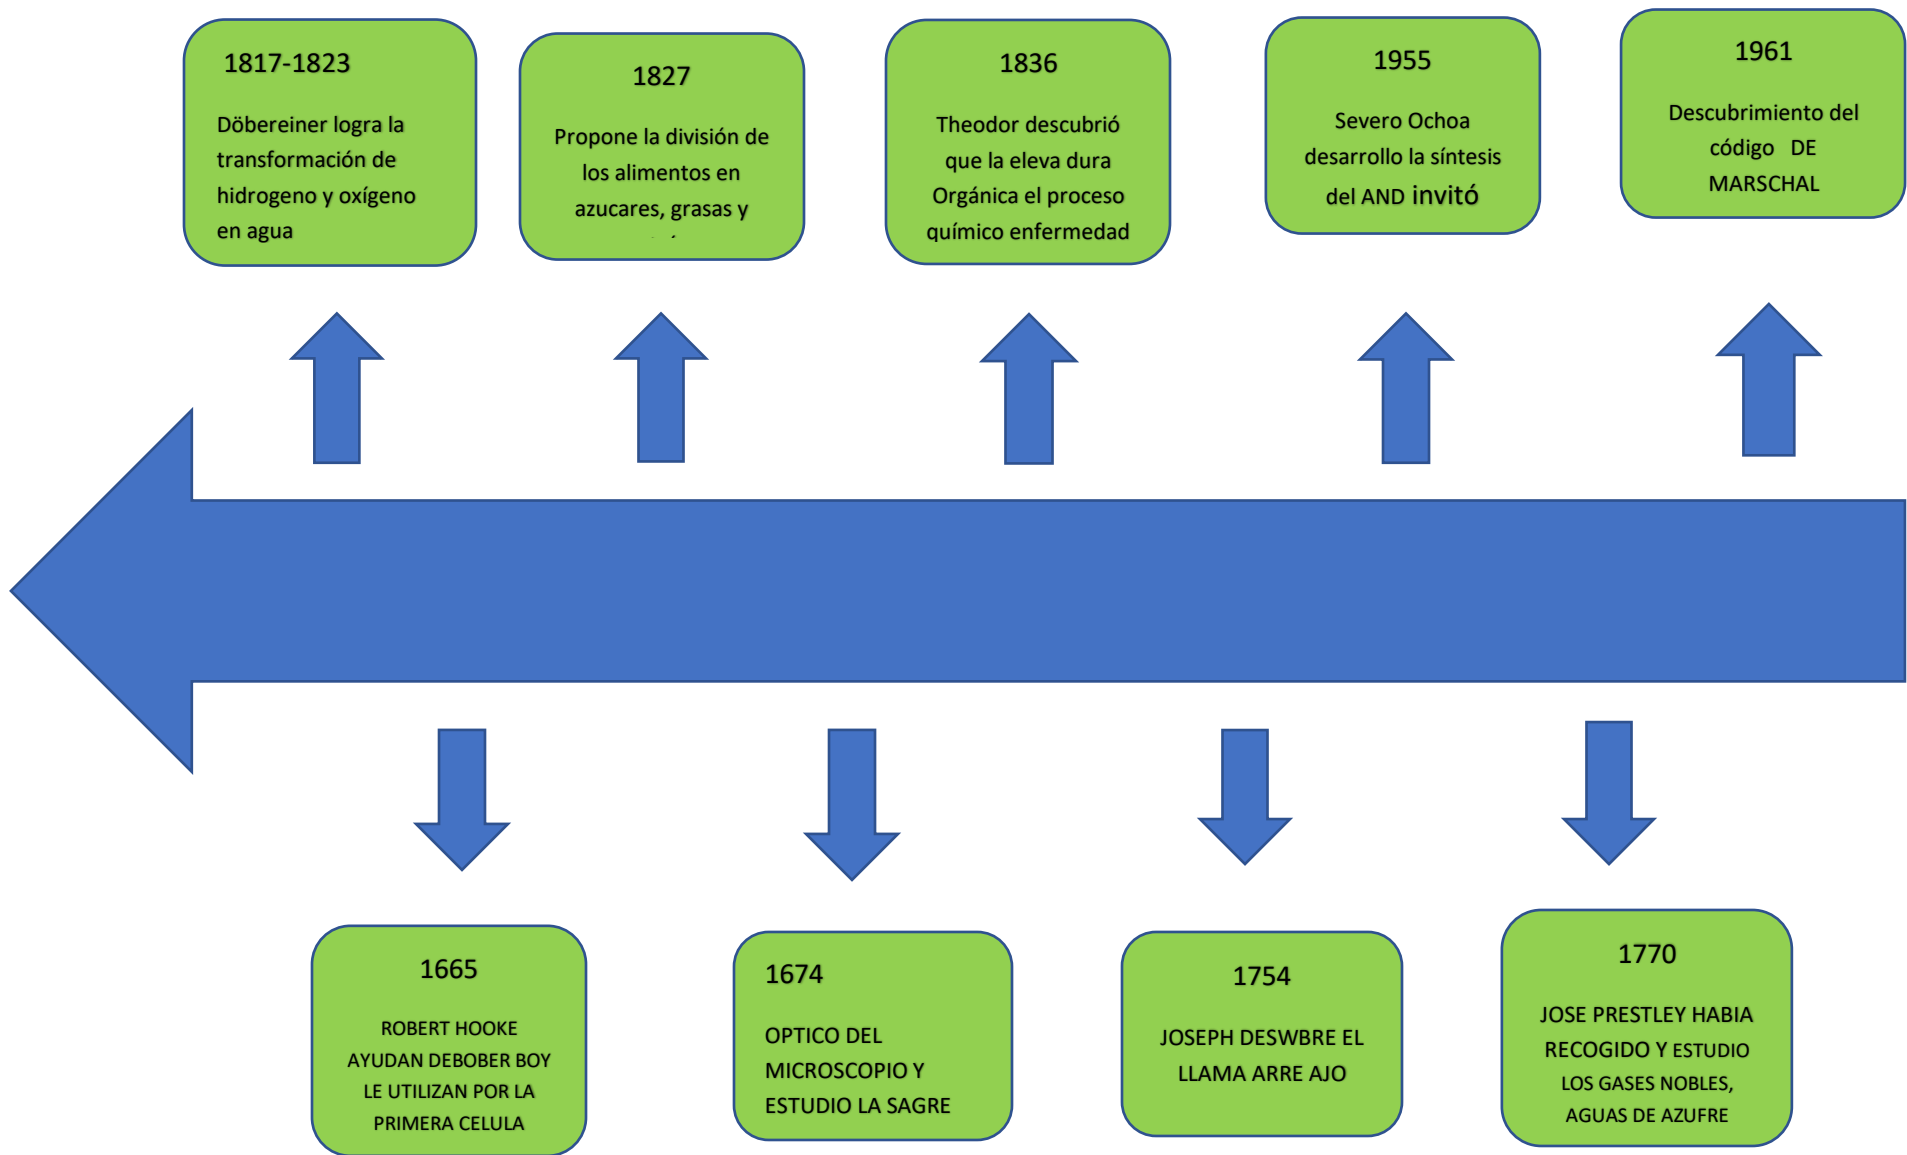 1817-1823
Döbereiner logra la
transformación de
hidrogeno y oxígeno
en agua
1827
Propone la división de
los alimentos en
azucares, grasas y
1836
Theodor descubrió
que la eleva dura
Orgánica el proceso
químico enfermedad
1955
Severo Ochoa
desarrollo la síntesis
del AND invitó
1961
Descubrimiento del
código DE
MARSCHAL
1665
ROBERT HOOKE
AYUDAN DEBOBER BOY
LE UTILIZAN POR LA
PRIMERA CELULA
1674
OPTICO DEL
MICROSCOPIO Y
ESTUDIO LA SAGRE
1754
JOSEPH DESWBRE EL
LLAMA ARRE AJO
1770
JOSE PRESTLEY HABIA
RECOGIDO Y ESTUDIO
LOS GASES NOBLES,
AGUAS DE AZUFRE